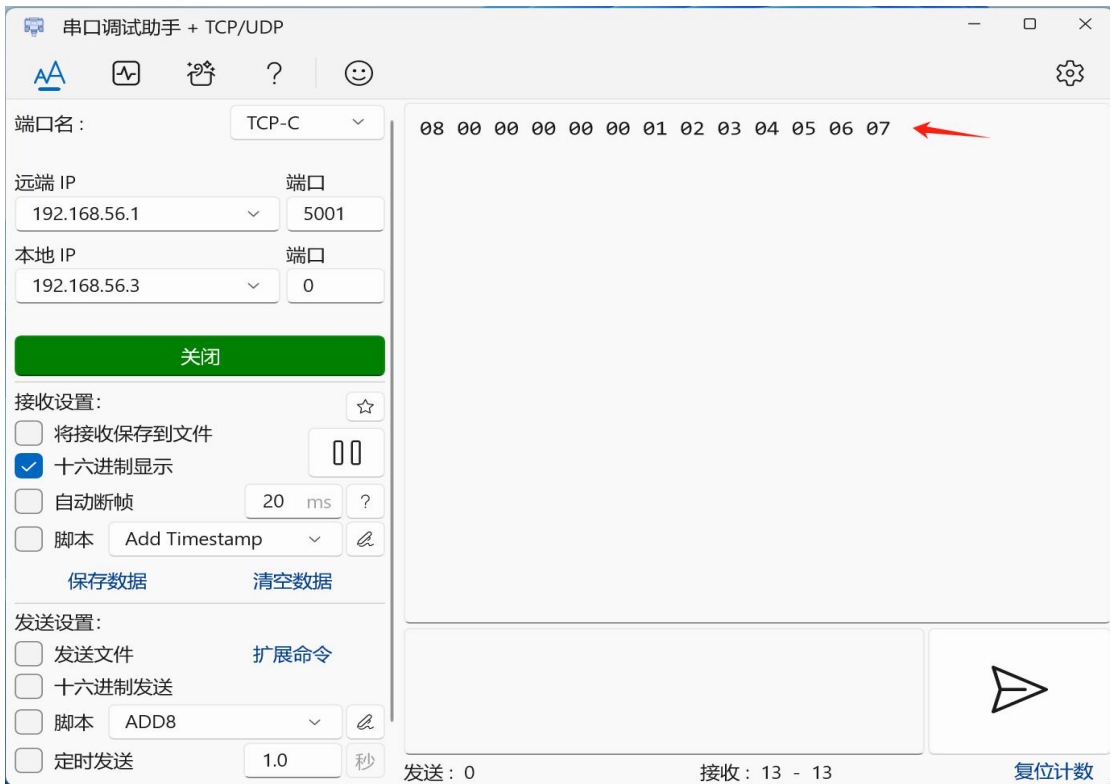 串口调试助手 + TCP/UDP
端口名：
TCP-C
08 00 00 00 00 00 01 02 03 04 05 06 07
远端 IP
端口
192.168.56.1
5001
本地 IP
端口
192.168.56.3
0
关闭
接收设置：
将接收保存到文件
十六进制显示
自动断帧
20 ms
?
脚本
Add Timestamp
保存数据
清空数据
发送设置：
发送文件
扩展命令
十六进制发送
脚本
ADD8
定时发送
1.0
秒
发送：0
接收：13 - 13
复位计数